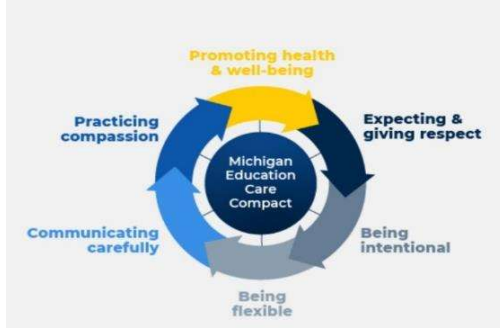 Promoting health
& well-being
Expecting &
giving respect
Being
intentional
Being
flexible
Communicating
carefully
Practicing
compassion
Michigan
Education
Care
Compact